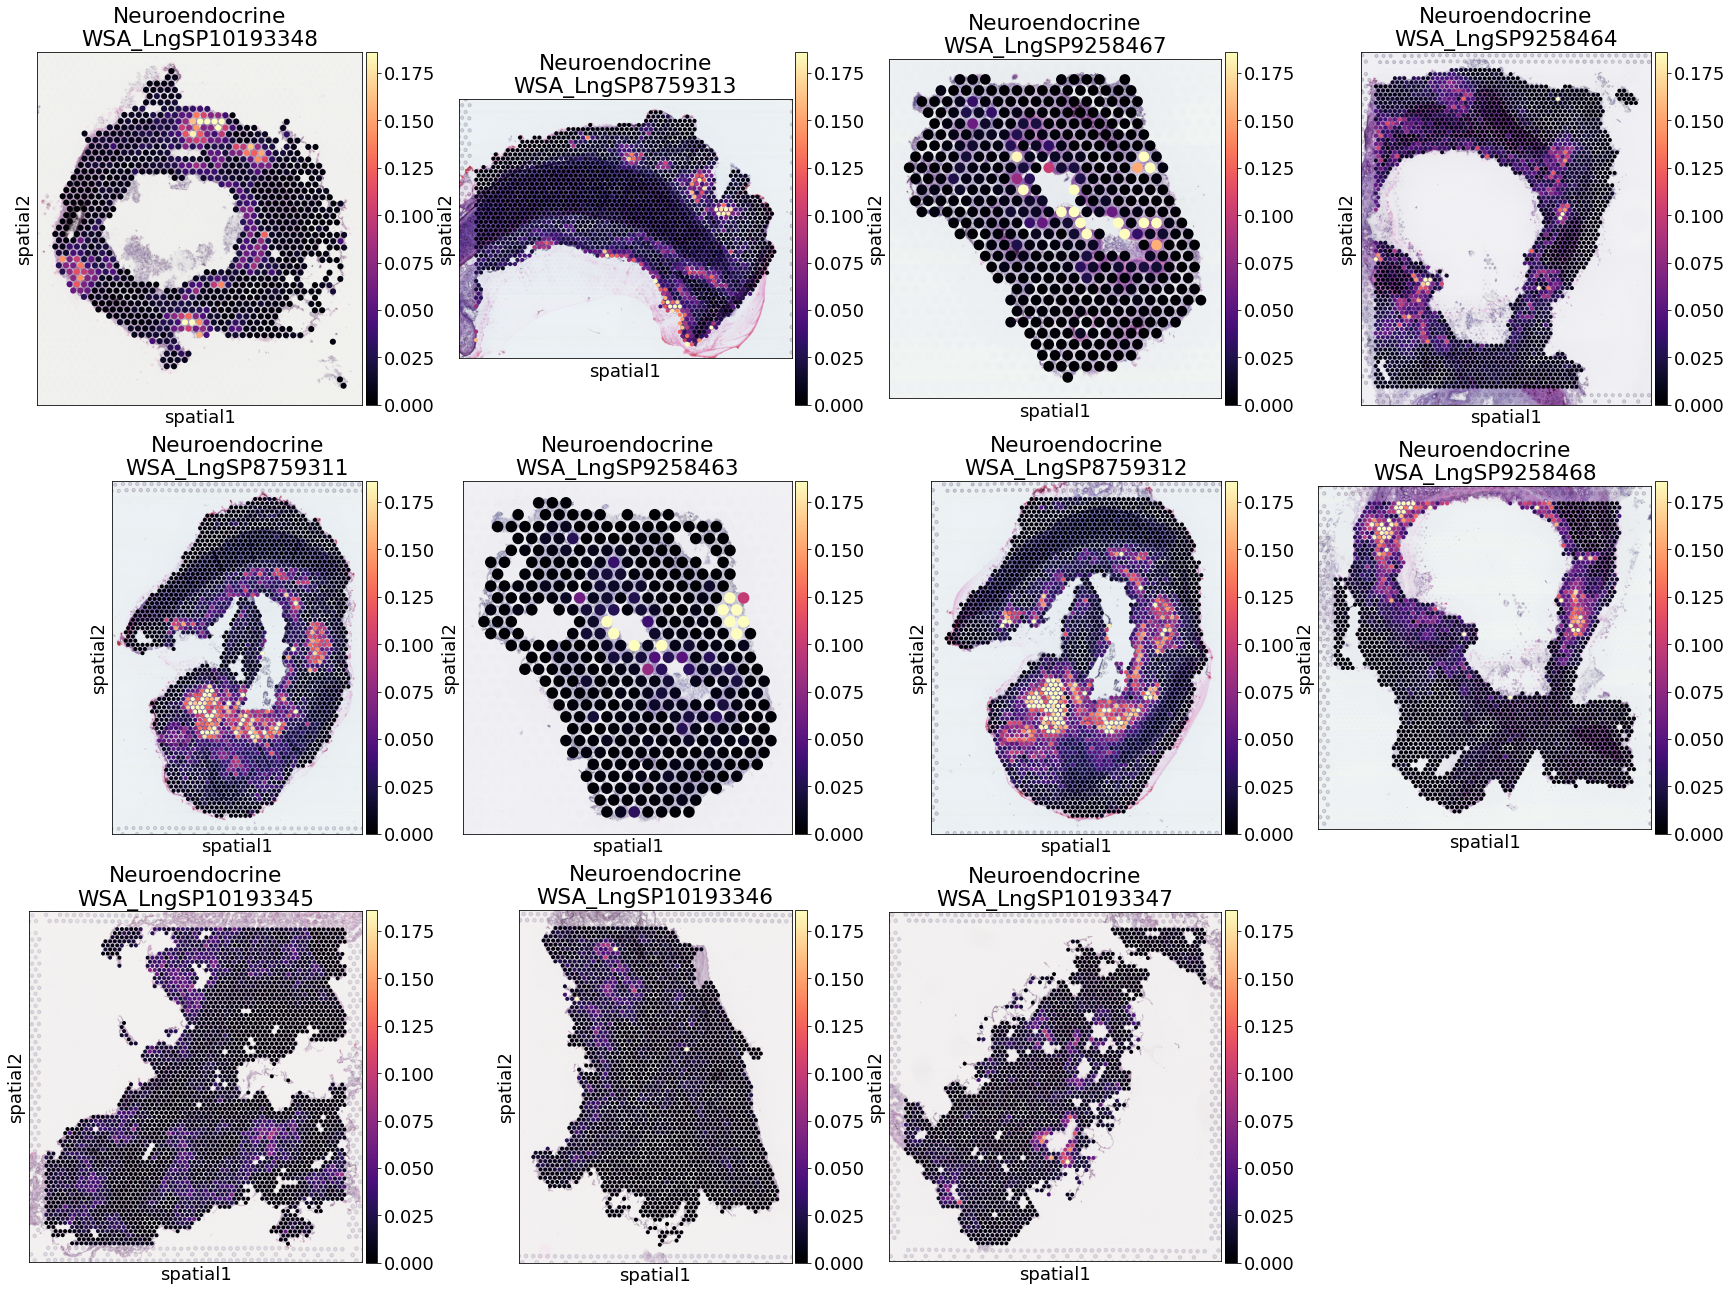 Neuroendocrine
WSA_LngSP10193348
spatial2
spatial1
0.175
0.150
0.125
0.100
0.075
0.050
0.025
0.000
Neuroendocrine
WSA_LngSP8759313
spatial2
spatial1
0.175
0.150
0.125
0.100
0.075
0.050
0.025
0.000
Neuroendocrine
WSA_LngSP9258467
spatial2
spatial1
0.175
0.150
0.125
0.100
0.075
0.050
0.025
0.000
Neuroendocrine
WSA_LngSP9258464
spatial2
spatial1
0.175
0.150
0.125
0.100
0.075
0.050
0.025
0.000
Neuroendocrine
WSA_LngSP8759311
spatial2
spatial1
0.175
0.150
0.125
0.100
0.075
0.050
0.025
0.000
Neuroendocrine
WSA_LngSP9258463
spatial2
spatial1
0.175
0.150
0.125
0.100
0.075
0.050
0.025
0.000
Neuroendocrine
WSA_LngSP8759312
spatial2
spatial1
0.175
0.150
0.125
0.100
0.075
0.050
0.025
0.000
Neuroendocrine
WSA_LngSP9258468
spatial2
spatial1
0.175
0.150
0.125
0.100
0.075
0.050
0.025
0.000
Neuroendocrine
WSA_LngSP10193345
spatial2
spatial1
0.175
0.150
0.125
0.100
0.075
0.050
0.025
0.000
Neuroendocrine
WSA_LngSP10193346
spatial2
spatial1
0.175
0.150
0.125
0.100
0.075
0.050
0.025
0.000
Neuroendocrine
WSA_LngSP10193347
spatial2
spatial1
0.175
0.150
0.125
0.100
0.075
0.050
0.025
0.000